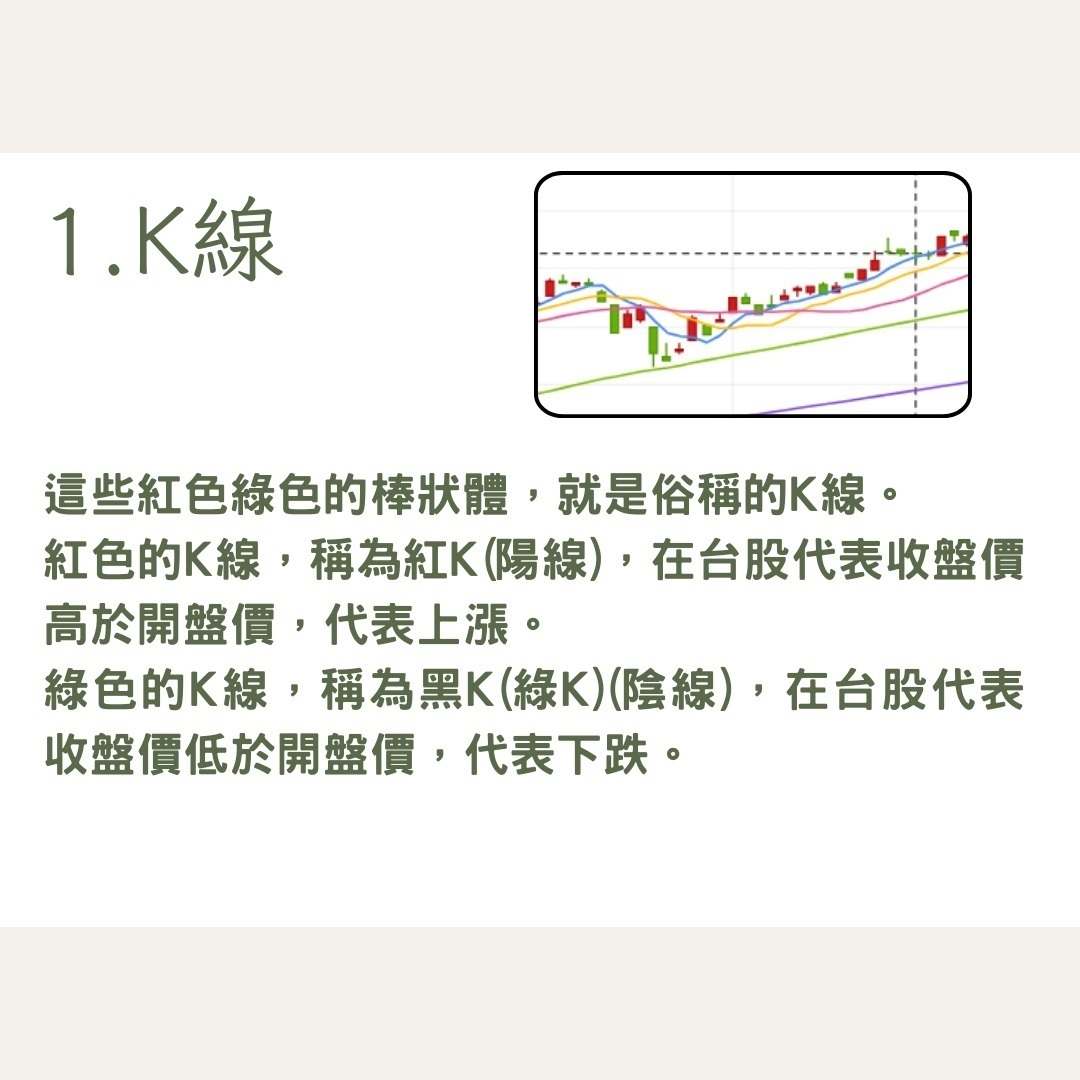 1.K線
這些紅色綠色的棒狀體，就是俗稱的K線。
紅色的K線，稱為紅K(陽線)，在台股代表收盤價
高於開盤價，代表上漲。
綠色的K線，稱為黑K(綠K)(陰線)，在台股代表
收盤價低於開盤價，代表下跌。